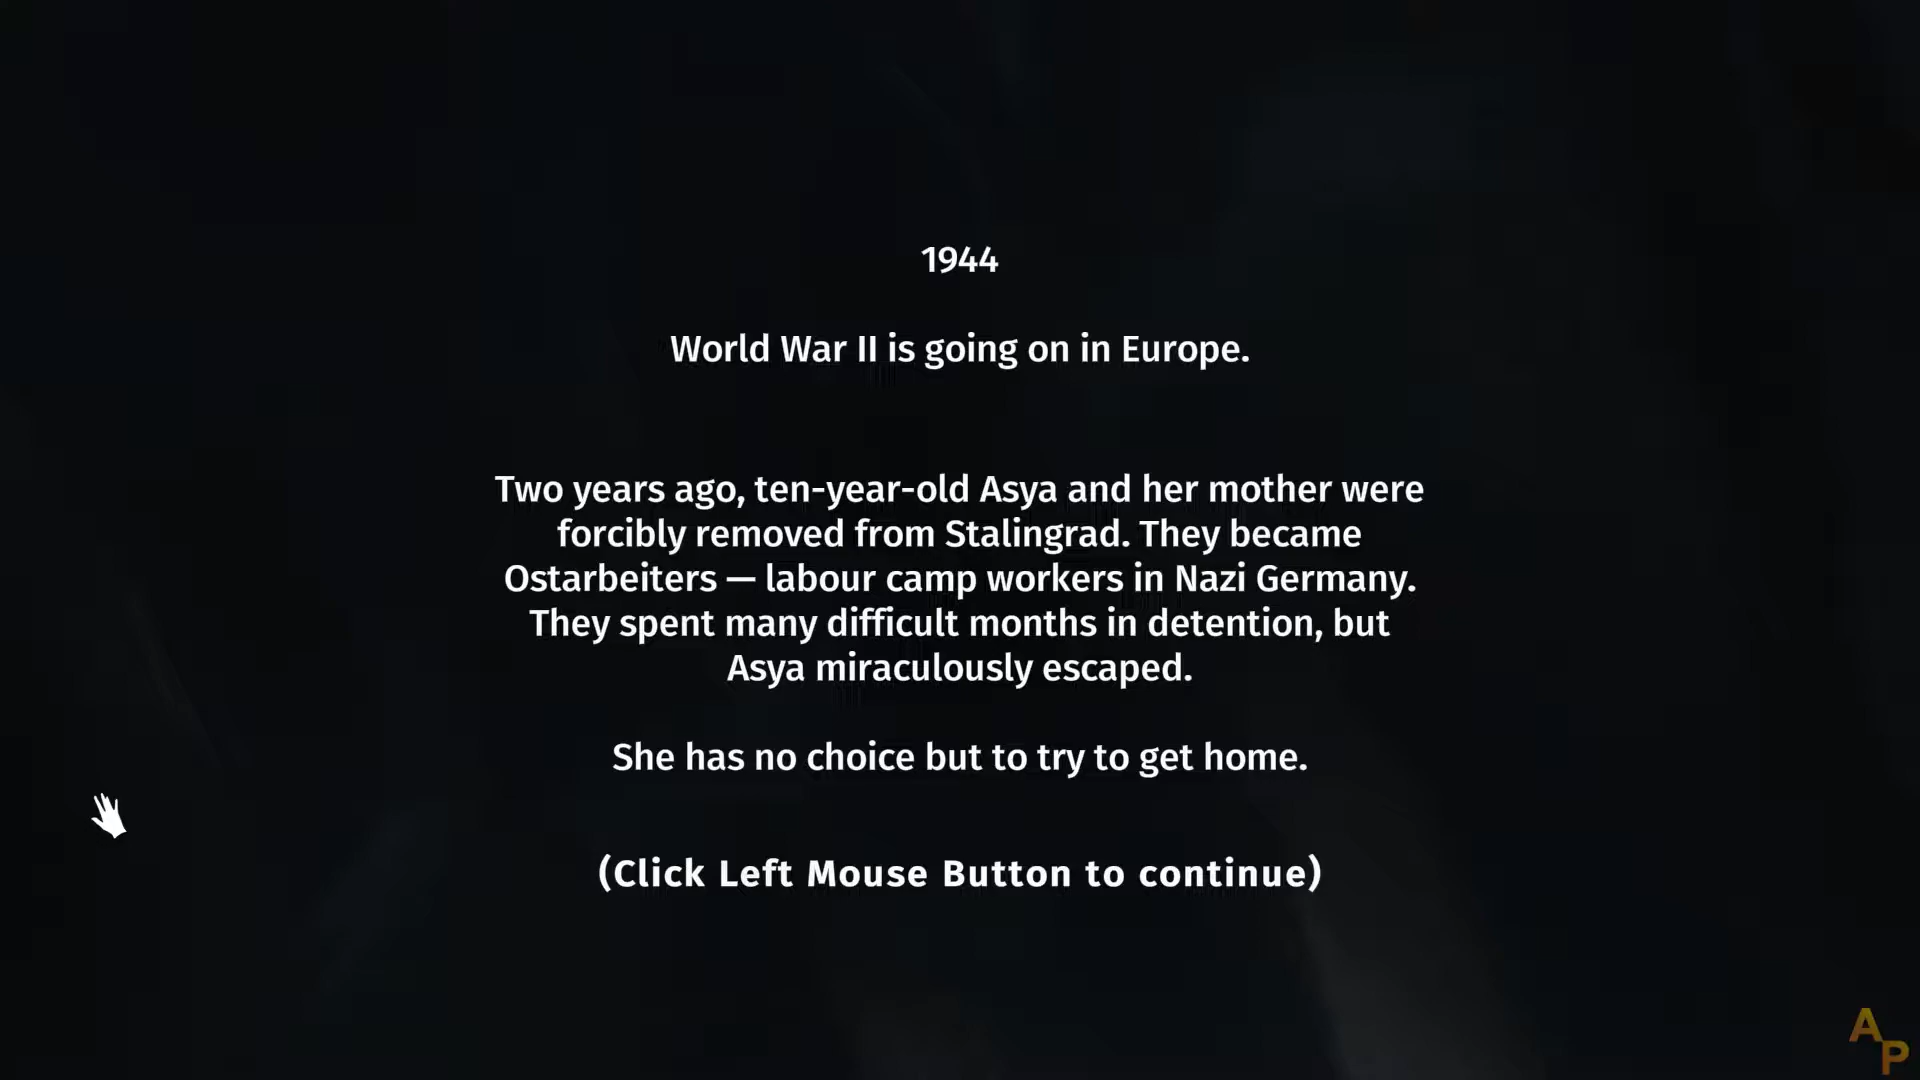 1944
World War II is going on in Europe.
Two years ago, ten-year-old Asya and her mother were
forcibly removed from Stalingrad. They became
Ostarbeiters — labour camp workers in Nazi Germany.
They spent many difficult months in detention, but
Asya miraculously escaped.
She has no choice but to try to get home.
(Click Left Mouse Button to continue)
AP